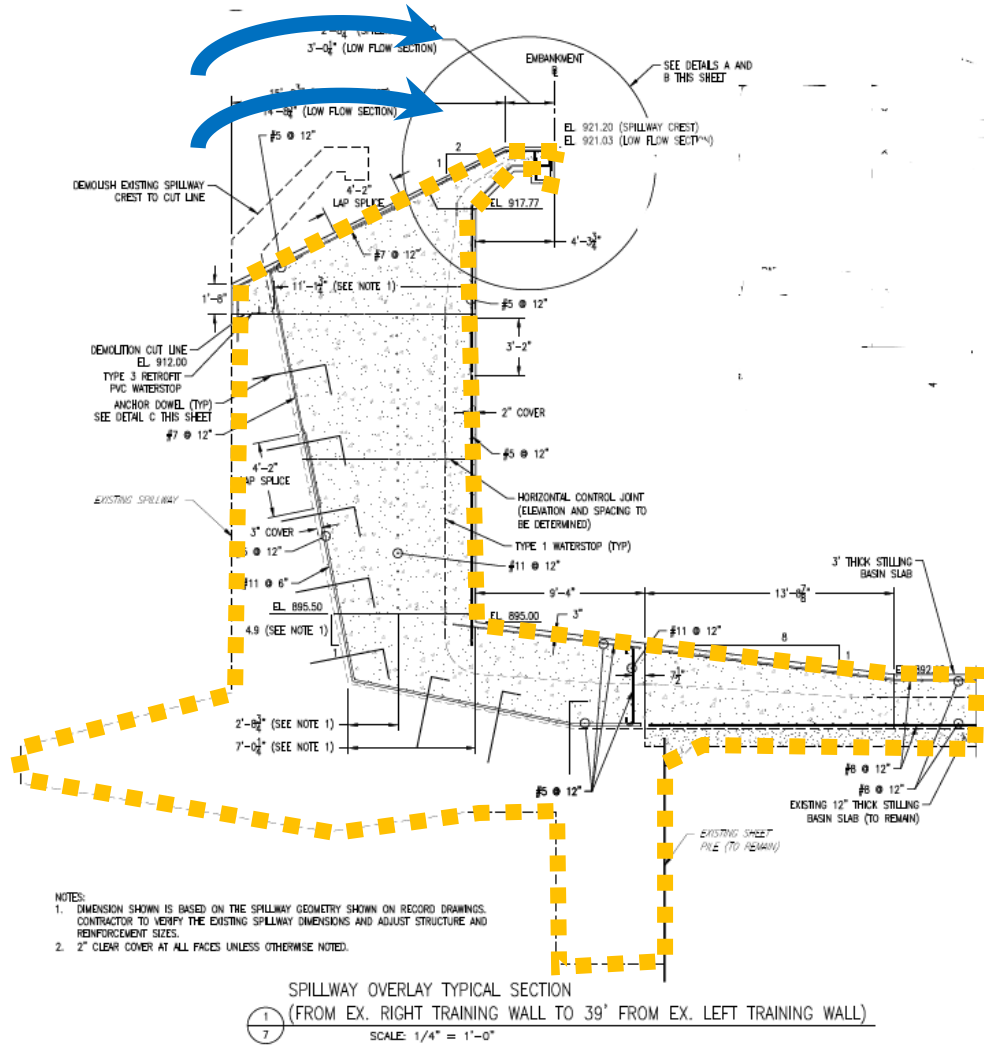 3'-0¼" (LOW FLOW SECTION)
EMBANKMENT
℄
SEE DETAILS A AND
B THIS SHEET
(LOW FLOW SECTION)
#5 @ 12"
EL 921.20 (SPILLWAY CREST)
EL 921.03 (LOW FLOW SECTION)
2
1
DEMOLISH EXISTING SPILLWAY
CREST TO CUT LINE
4'-2"
LAP SPLICE
EL 917.77
#7 @ 12"
4'-3¾"
1'-8"
(SEE NOTE 1)
#5 @ 12"
3'-2"
DEMOLITION CUT LINE
EL 912.00
TYPE 3 RETROFIT
PVC WATERSTOP
ANCHOR DOWEL (TYP)
SEE DETAIL C THIS SHEET
2" COVER
#7 @ 12"
#5 @ 12"
4'-2"
LAP SPLICE
EXISTING SPILLWAY
HORIZONTAL CONTROL JOINT
(ELEVATION AND SPACING TO
BE DETERMINED)
3" COVER
@ 12"
TYPE 1 WATERSTOP (TYP)
#11 @ 12"
3' THICK STILLING
BASIN SLAB
#11 @ 6"
9'-4"
13'-8⅞"
EL 895.50
EL 895.00
3"
#11 @ 12"
8
1
4.9 (SEE NOTE 1)
1
7½"
2'-8¾" (SEE NOTE 1)
7'-0¼" (SEE NOTE 1)
#5 @ 12"
#8 @ 12"
#8 @ 12"
EXISTING 12" THICK STILLING
BASIN SLAB (TO REMAIN)
EXISTING SHEET
PILE (TO REMAIN)
NOTES:
1. DIMENSION SHOWN IS BASED ON THE SPILLWAY GEOMETRY SHOWN ON RECORD DRAWINGS.
CONTRACTOR TO VERIFY THE EXISTING SPILLWAY DIMENSIONS AND ADJUST STRUCTURE AND
REINFORCEMENT SIZES.
2. 2" CLEAR COVER AT ALL FACES UNLESS OTHERWISE NOTED.
SPILLWAY OVERLAY TYPICAL SECTION
1
7
(FROM EX. RIGHT TRAINING WALL TO 39' FROM EX. LEFT TRAINING WALL)
SCALE: 1/4" = 1'-0"